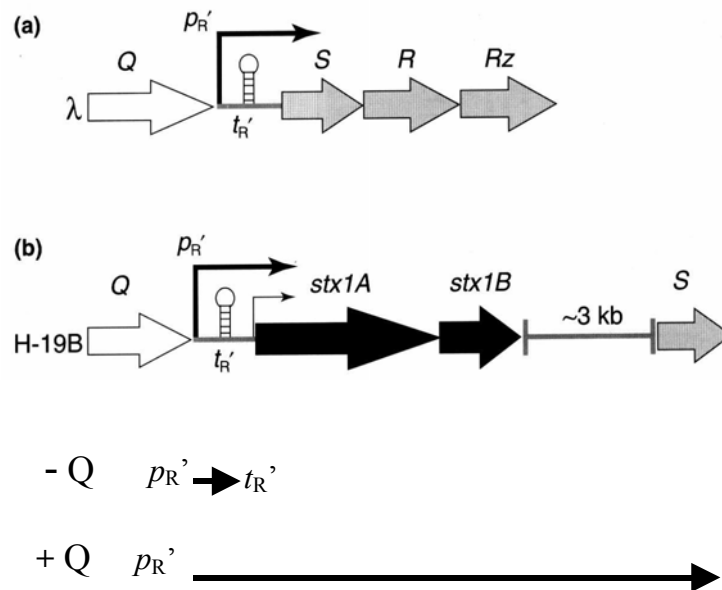 (a)
pR′
Q S R Rz
λ
tR′
(b)
pR′
Q stx1A stx1B S
~3 kb
H-19B
tR′
- Q pR’ tR’
+ Q pR’